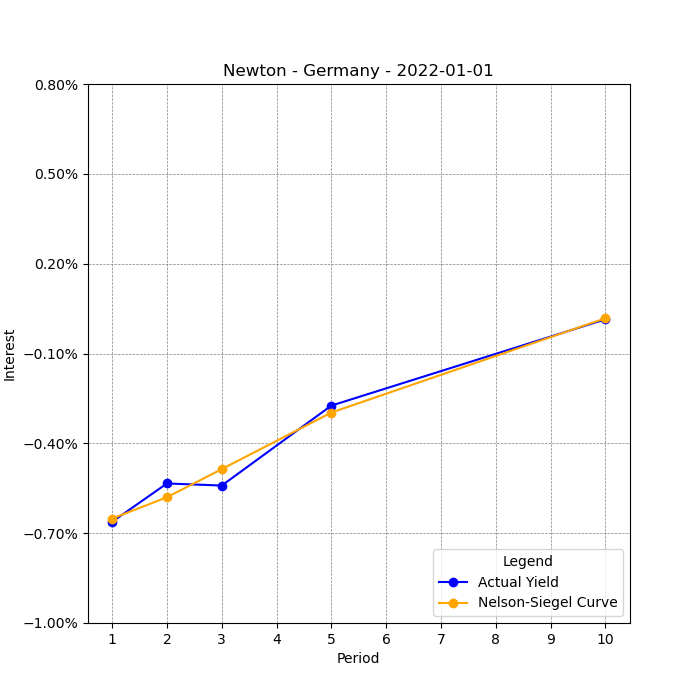 Newton - Germany - 2022-01-01
0.80%
0.50%
0.20%
−0.10%
−0.40%
−0.70%
−1.00%
Interest
1 2 3 4 5 6 7 8 9 10
Period
Legend
Actual Yield
Nelson-Siegel Curve